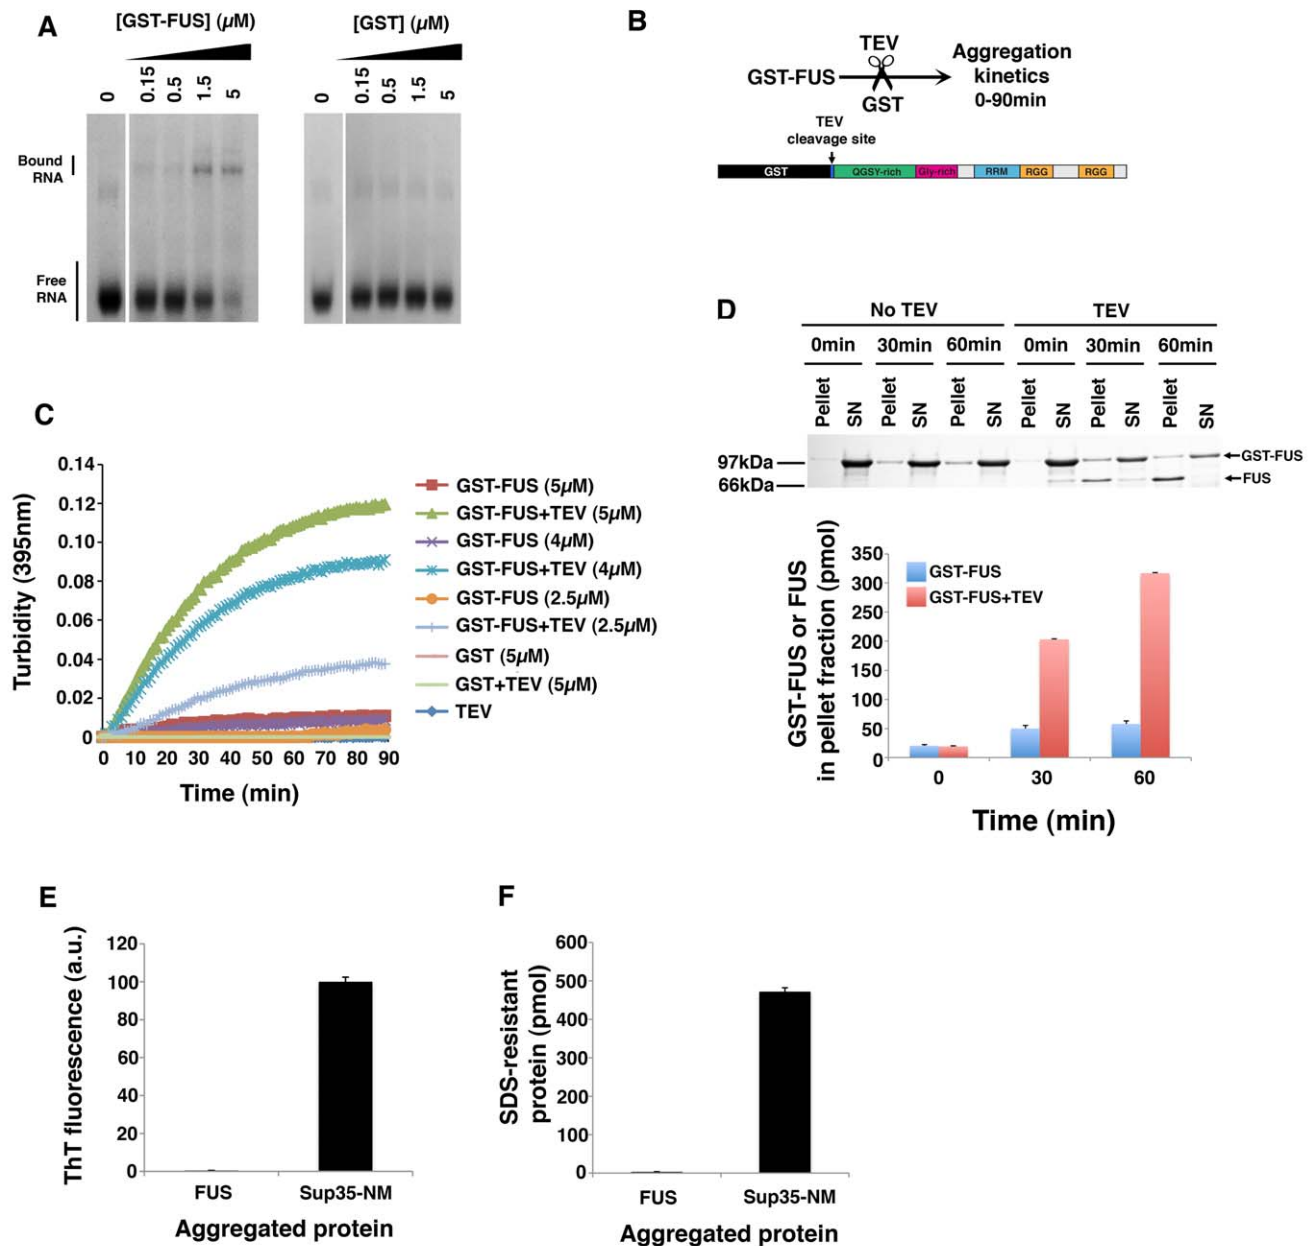 A
[GST-FUS] (µM)
[GST] (µM)
0
0.15
0.5
1.5
5
0
0.15
0.5
1.5
5
Bound
RNA
Free
RNA
B
TEV
GST-FUS
GST
Aggregation
kinetics
0-90min
TEV
cleavage site
GST
QGSY-rich
Gly-rich
RRM
RGG
RGG
C
Turbidity (395nm)
0.14
0.12
0.10
0.08
0.06
0.04
0.02
0
0 10 20 30 40 50 60 70 80 90
Time (min)
GST-FUS (5µM)
GST-FUS+TEV (5µM)
GST-FUS (4µM)
GST-FUS+TEV (4µM)
GST-FUS (2.5µM)
GST-FUS+TEV (2.5µM)
GST (5µM)
GST+TEV (5µM)
TEV
D
No TEV
TEV
0min 30min 60min 0min 30min 60min
Pellet
SN
Pellet
SN
Pellet
SN
Pellet
SN
Pellet
SN
Pellet
SN
97kDa
66kDa
GST-FUS
FUS
GST-FUS or FUS
in pellet fraction (pmol)
350
300
250
200
150
100
50
0
GST-FUS
GST-FUS+TEV
0 30 60
Time (min)
E
ThT fluorescence (a.u.)
120
100
80
60
40
20
0
FUS Sup35-NM
Aggregated protein
F
SDS-resistant
protein (pmol)
600
500
400
300
200
100
0
FUS Sup35-NM
Aggregated protein